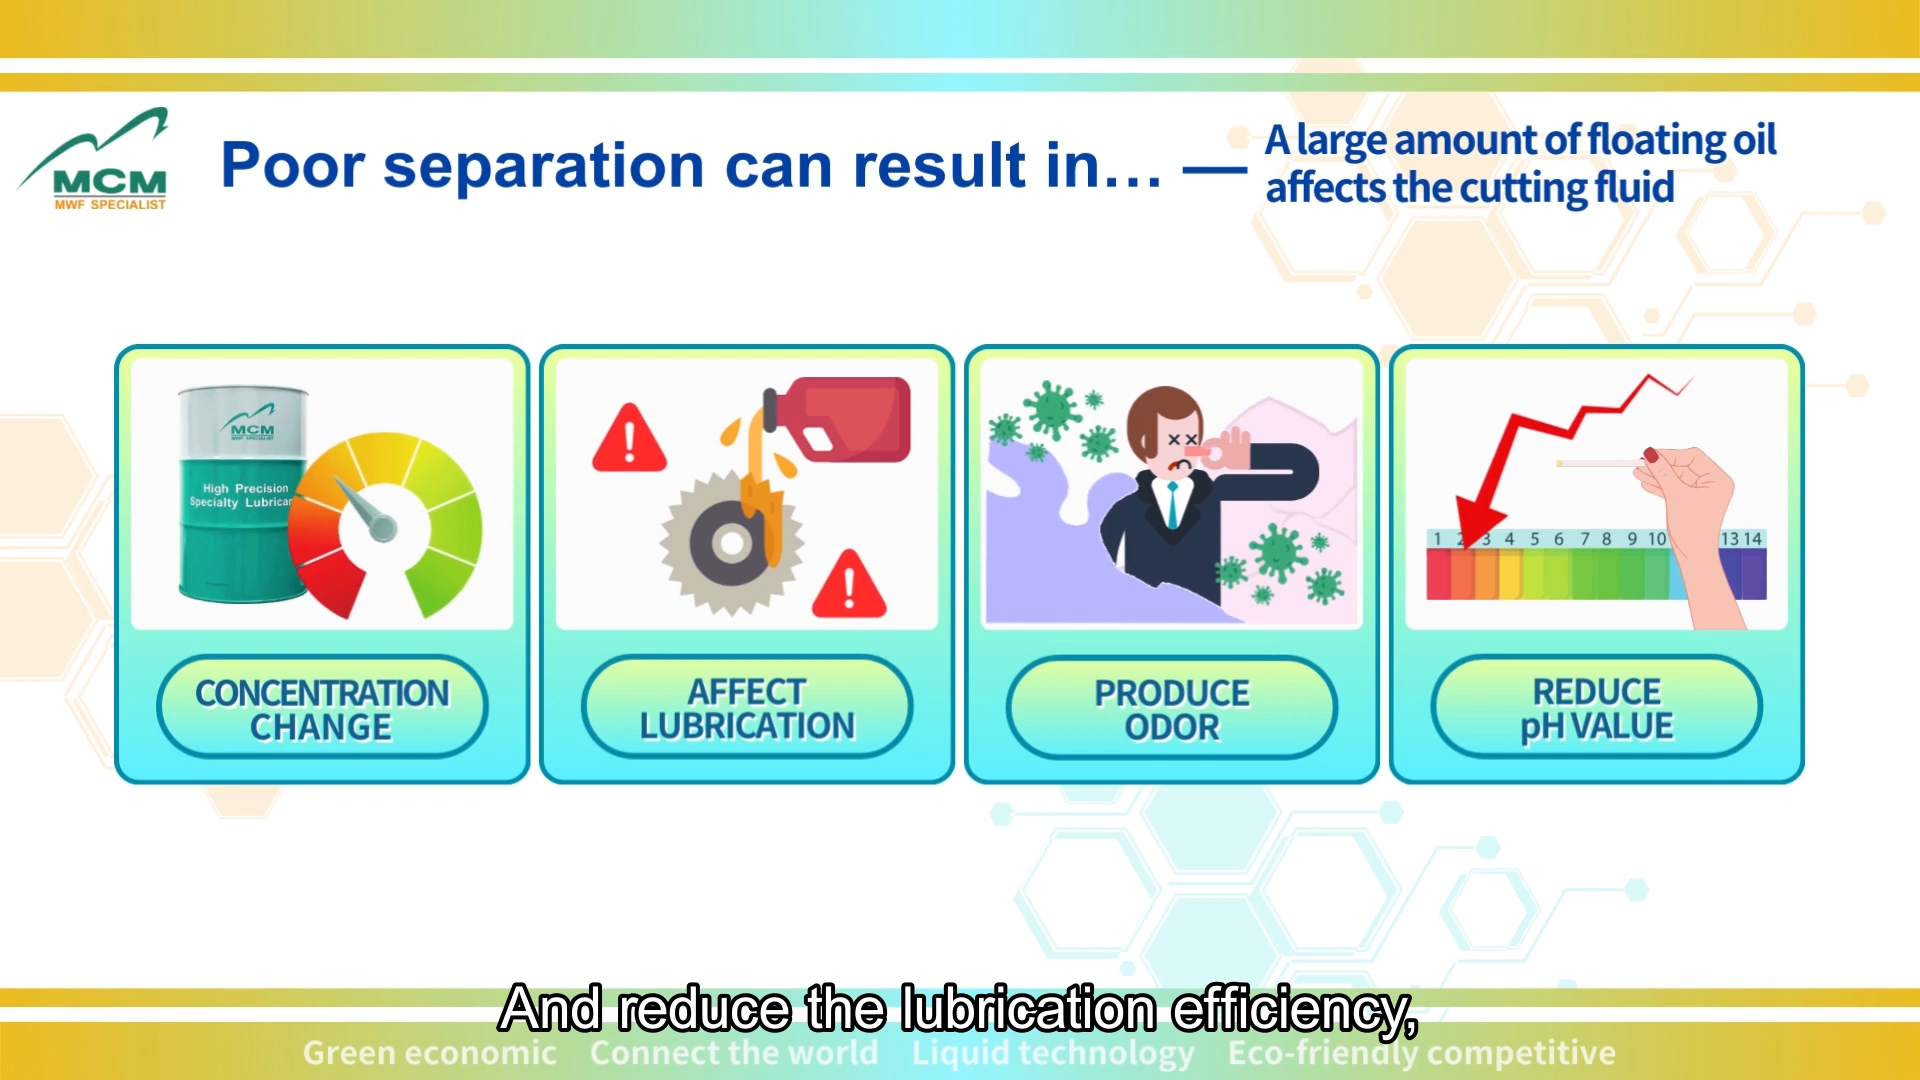 MCM
MWF SPECIALIST
Poor separation can result in… —
A large amount of floating oil
affects the cutting fluid
MCM
MWF SPECIALIST
High Precision
Specialty Lubrican
CONCENTRATION
CHANGE
AFFECT
LUBRICATION
PRODUCE
ODOR
1 2 3 4 5 6 7 8 9 10 13 14
REDUCE
pH VALUE
And reduce the lubrication efficiency,
Green economic Connect the world Liquid technology Eco-friendly competitive